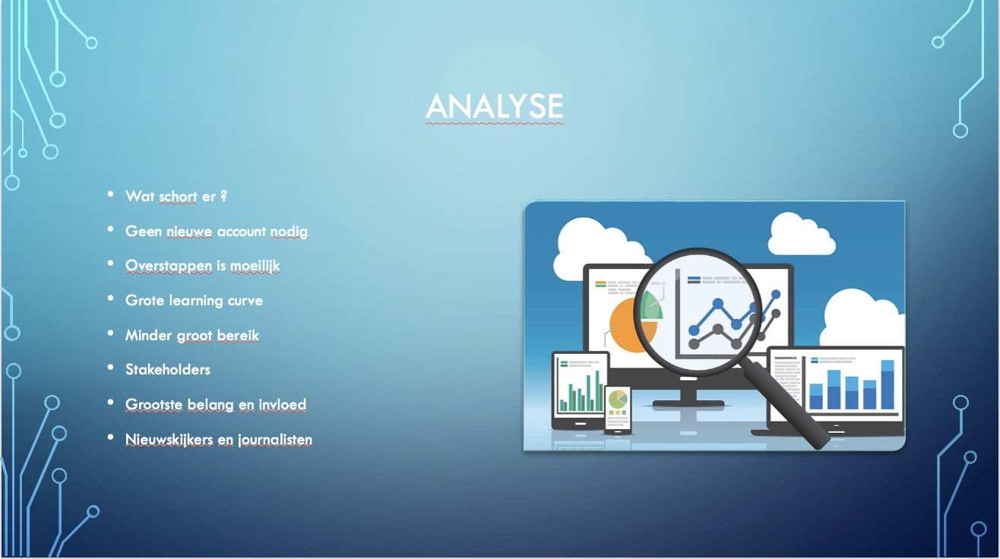 ANALYSE
Wat schort er ?
Geen nieuwe account nodig
Overstappen is moeilijk
Grote learning curve
Minder groot bereik
Stakeholders
Grootste belang en invloed
Nieuwskijkers en journalisten